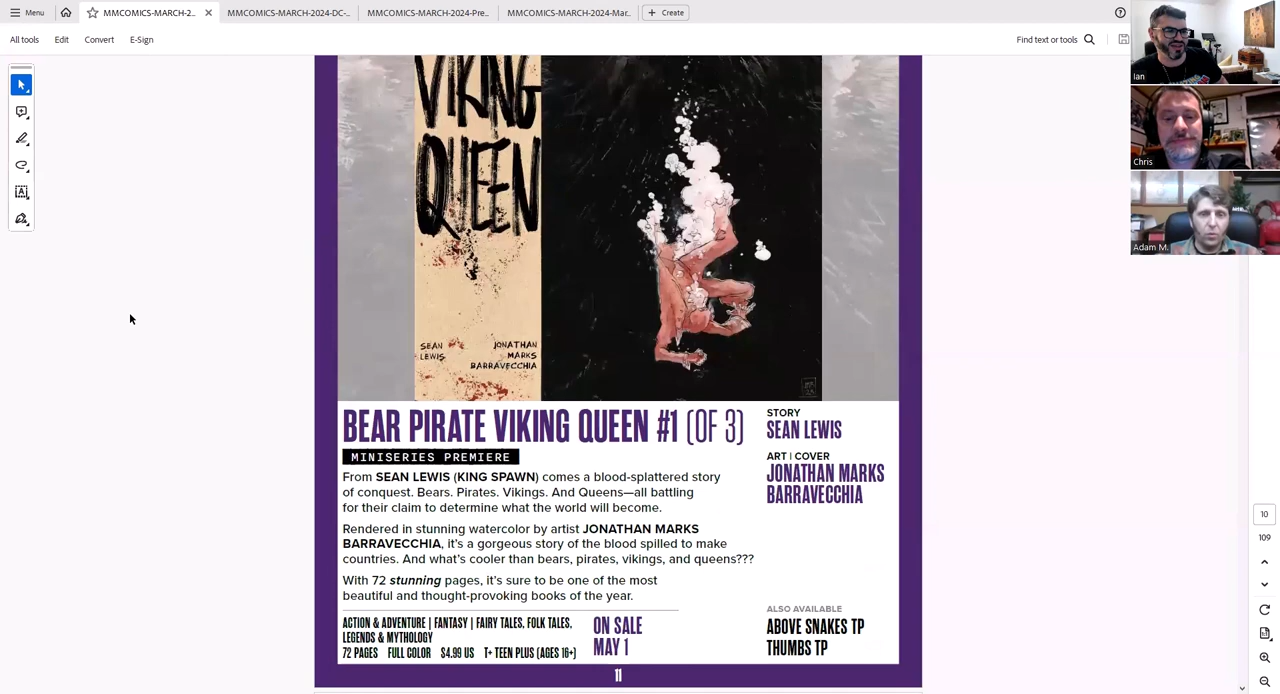 Menu
MMCOMICS-MARCH-2...
MMCOMICS-MARCH-2024-DC-...
MMCOMICS-MARCH-2024-Pre...
MMCOMICS-MARCH-2024-Mar...
+ Create
All tools
Edit
Convert
E-Sign
Find text or tools
Ian
Chris
Adam M.
VIKING
QUEEN
SEAN
LEWIS
JONATHAN
MARKS
BARRAVECCHIA
BEAR PIRATE VIKING QUEEN #1 (OF 3)
MINISERIES PREMIERE
From SEAN LEWIS (KING SPAWN) comes a blood-splattered story
of conquest. Bears. Pirates. Vikings. And Queens—all battling
for their claim to determine what the world will become.
Rendered in stunning watercolor by artist JONATHAN MARKS
BARRAVECCHIA, it's a gorgeous story of the blood spilled to make
countries. And what's cooler than bears, pirates, vikings, and queens???
With 72 stunning pages, it's sure to be one of the most
beautiful and thought-provoking books of the year.
ACTION & ADVENTURE | FANTASY | FAIRY TALES, FOLK TALES,
LEGENDS & MYTHOLOGY
72 PAGES FULL COLOR $4.99 US T+ TEEN PLUS (AGES 16+)
ON SALE
MAY 1
STORY
SEAN LEWIS
ART | COVER
JONATHAN MARKS
BARRAVECCHIA
ALSO AVAILABLE
ABOVE SNAKES TP
THUMBS TP
11
10
109